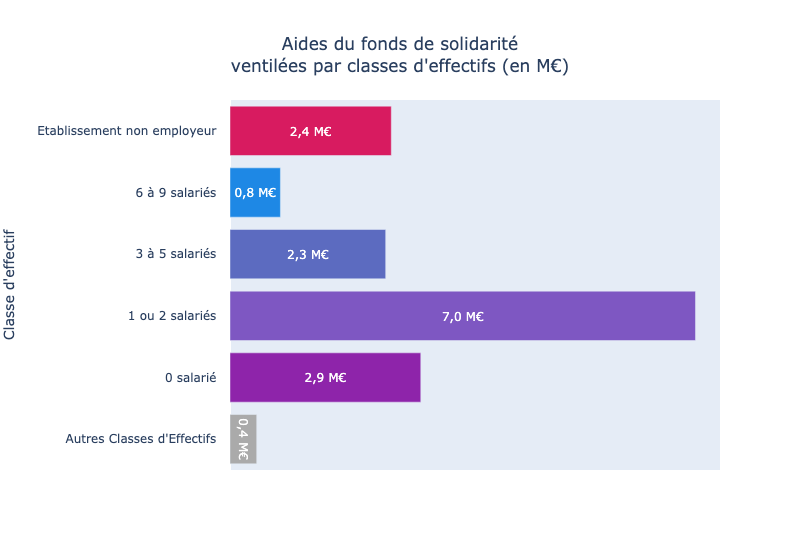 Aides du fonds de solidarité
ventilées par classes d'effectifs (en M€)
Classe d'effectif
Etablissement non employeur
2,4 M€
6 à 9 salariés
0,8 M€
3 à 5 salariés
2,3 M€
1 ou 2 salariés
7,0 M€
0 salarié
2,9 M€
Autres Classes d'Effectifs
0,4 M€